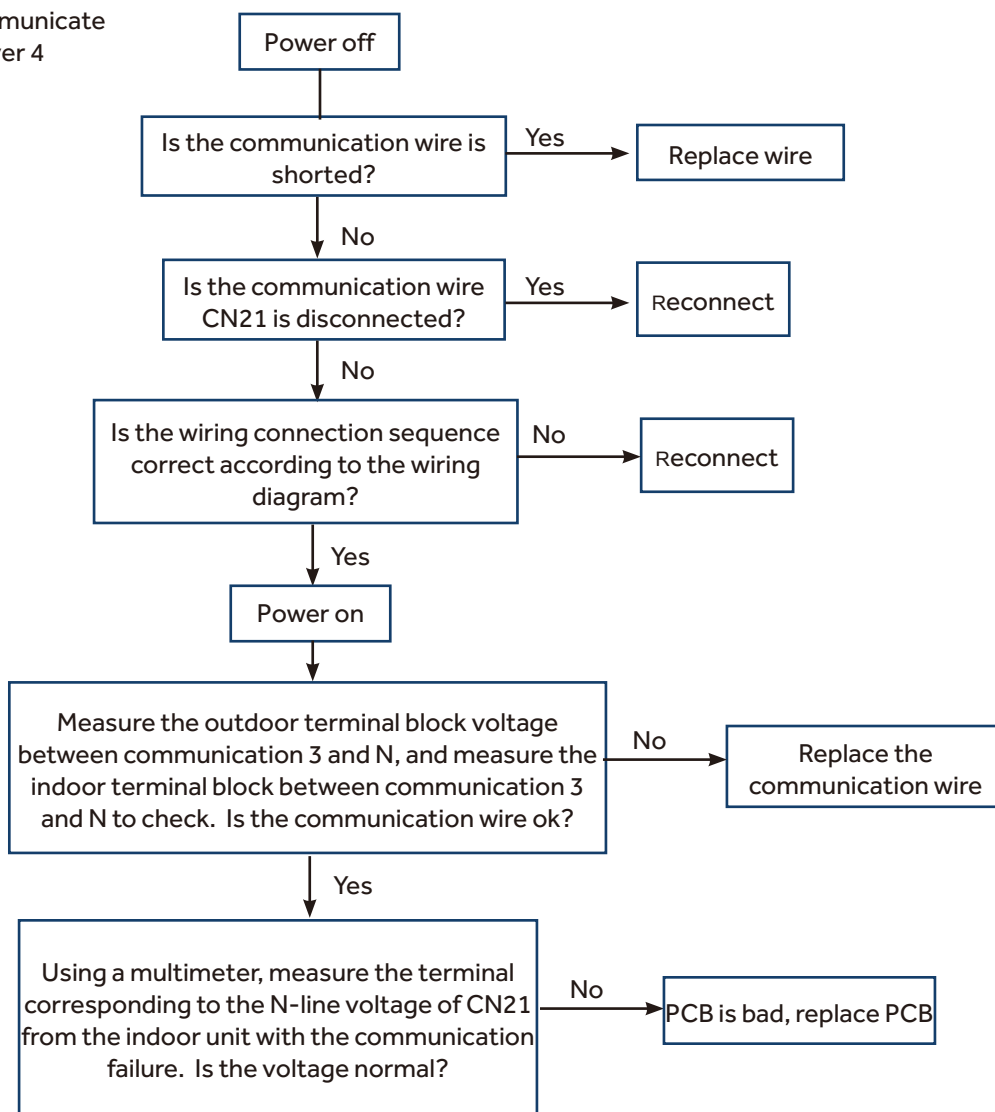 Power off
Is the communication wire is
shorted?
Yes
Replace wire
No
Is the communication wire
CN21 is disconnected?
Yes
Reconnect
No
Is the wiring connection sequence
correct according to the wiring
diagram?
No
Reconnect
Yes
Power on
Measure the outdoor terminal block voltage
between communication 3 and N, and measure the
indoor terminal block between communication 3
and N to check. Is the communication wire ok?
No
Replace the
communication wire
Yes
Using a multimeter, measure the terminal
corresponding to the N-line voltage of CN21
from the indoor unit with the communication
failure. Is the voltage normal?
No
PCB is bad, replace PCB